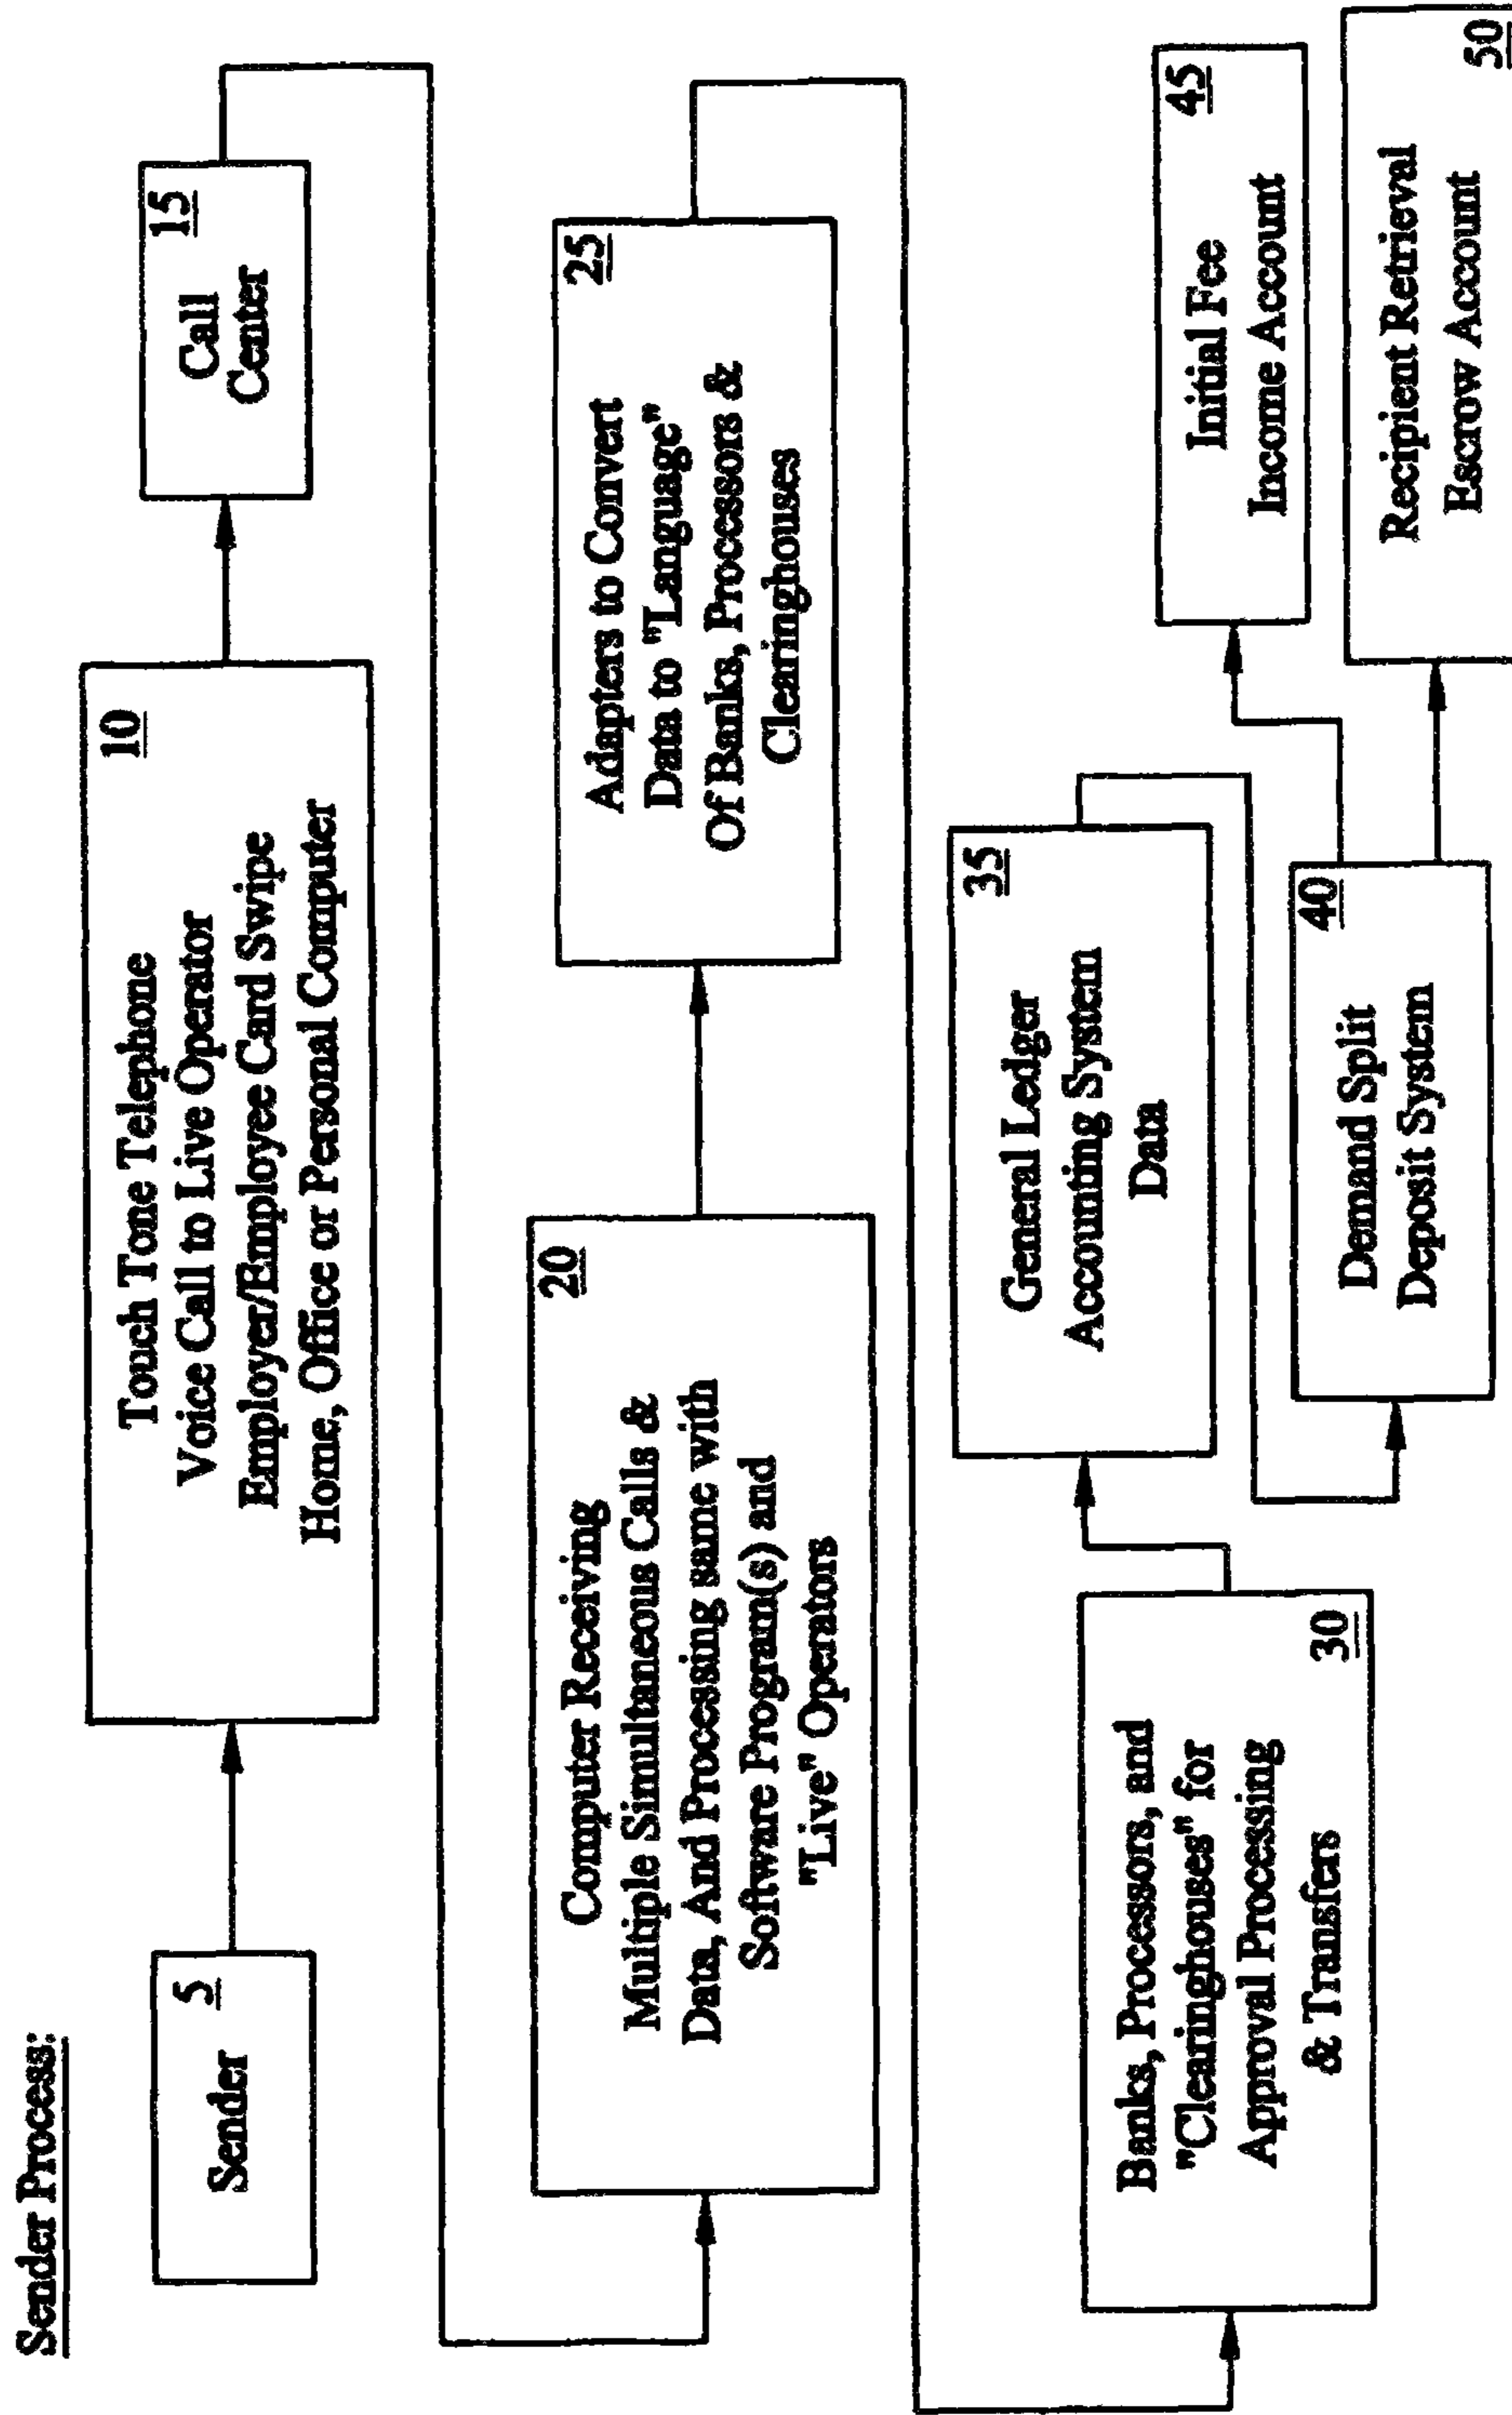 Sender Process:
5
Sender
10
Touch Tone Telephone
Voice Call to Live Operator
Employer/Employee Card Swipe
Home, Office or Personal Computer
15
Call
Center
20
Computer Receiving
Multiple Simultaneous Calls &
Data, And Processing same with
Software Program(s) and
"Live" Operators
25
Adapters to Convert
Data to "Language"
Of Banks, Processors &
Clearinghouses
Banks, Processors, and
"Clearinghouses" for
Approval Processing
& Transfers
30
35
General Ledger
Accounting System
Data
40
Demand Split
Deposit System
45
Initial Fee
Income Account
Recipient Retrieval
Escrow Account
50